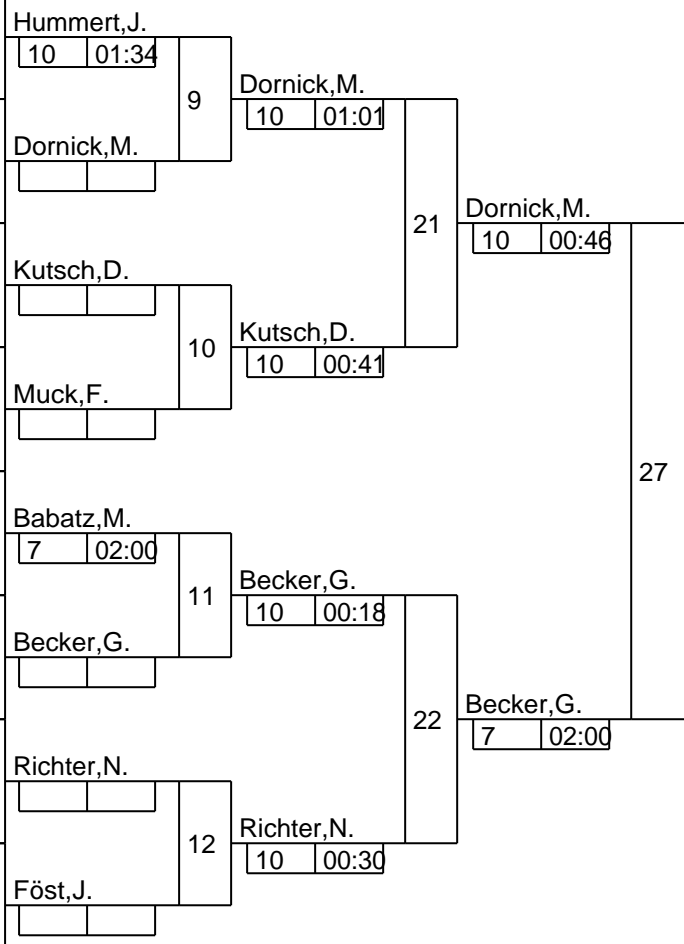 Hummert,J.
10 01:34
9
Dornick,M.
10 01:01
Dornick,M.
21
Dornick,M.
10 00:46
Kutsch,D.
10
Kutsch,D.
10 00:41
Muck,F.
27
Babatz,M.
7 02:00
11
Becker,G.
10 00:18
Becker,G.
22
Becker,G.
7 02:00
Richter,N.
12
Richter,N.
10 00:30
Föst,J.